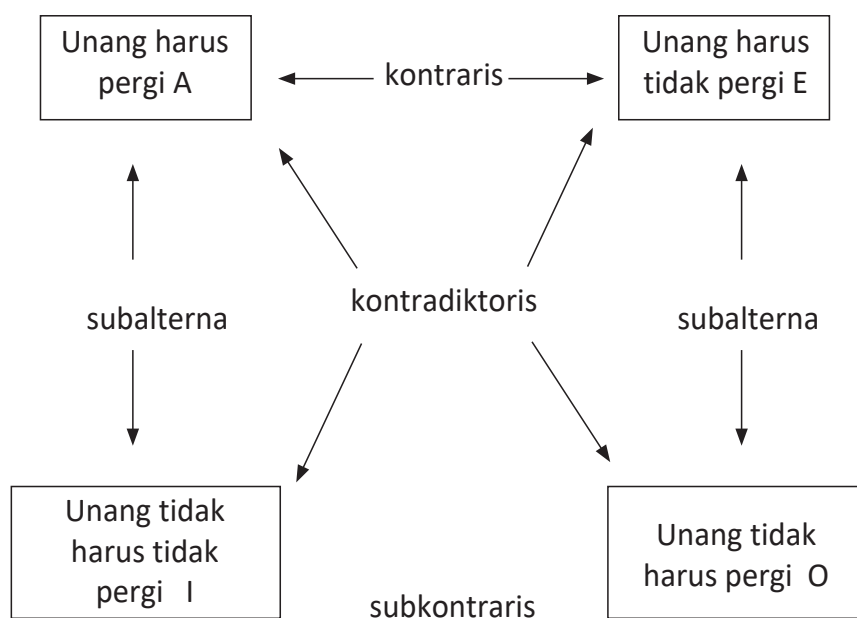 Unang harus
pergi A
kontraris
Unang harus
tidak pergi E
subalterna
kontradiktoris
subalterna
Unang tidak
harus tidak
pergi I
subkontraris
Unang tidak
harus pergi O